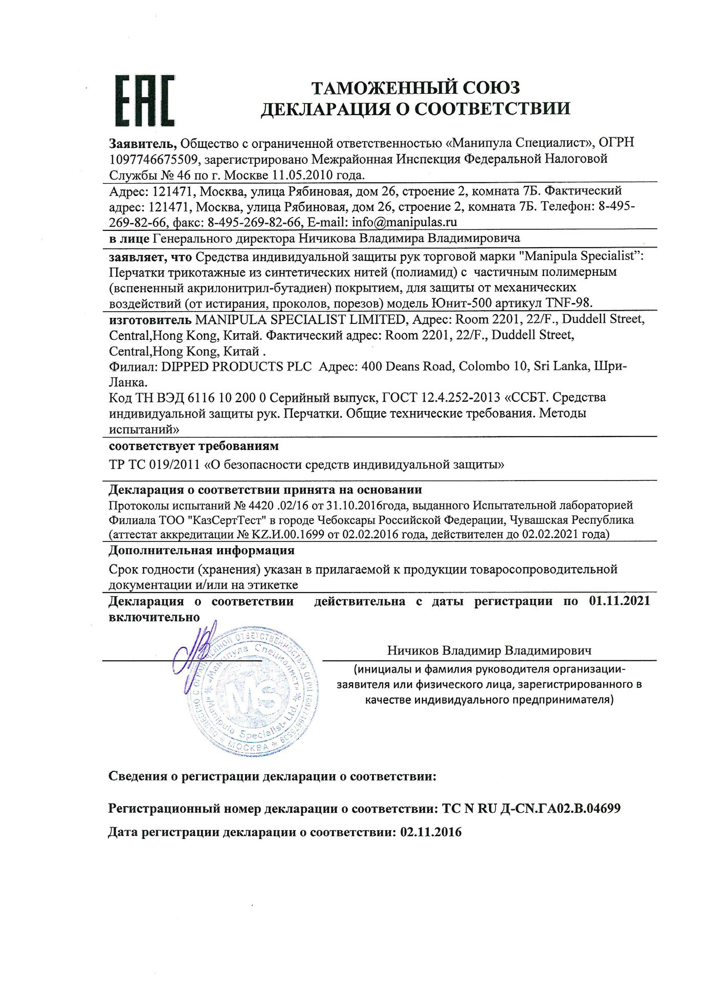 ЕАС
ТАМОЖЕННЫЙ СОЮЗ
ДЕКЛАРАЦИЯ О СООТВЕТСТВИИ
Заявитель, Общество с ограниченной ответственностью «Манипула Специалист», ОГРН
1097746675509, зарегистрировано Межрайонная Инспекция Федеральной Налоговой
Службы № 46 по г. Москве 11.05.2010 года.
Адрес: 121471, Москва, улица Рябиновая, дом 26, строение 2, комната 7Б. Фактический
адрес: 121471, Москва, улица Рябиновая, дом 26, строение 2, комната 7Б. Телефон: 8-495-
269-82-66, факс: 8-495-269-82-66, E-mail: info@manipulas.ru
в лице Генерального директора Ничикова Владимира Владимировича
заявляет, что Средства индивидуальной защиты рук торговой марки "Manipula Specialist”:
Перчатки трикотажные из синтетических нитей (полиамид) с частичным полимерным
(вспененный акрилонитрил-бутадиен) покрытием, для защиты от механических
воздействий (от истирания, проколов, порезов) модель Юнит-500 артикул TNF-98.
изготовитель MANIPULA SPECIALIST LIMITED, Адрес: Room 2201, 22/F., Duddell Street,
Central,Hong Kong, Китай. Фактический адрес: Room 2201, 22/F., Duddell Street,
Central,Hong Kong, Китай .
Филиал: DIPPED PRODUCTS PLC Адрес: 400 Deans Road, Colombo 10, Sri Lanka, Шри-
Ланка.
Код ТН ВЭД 6116 10 200 0 Серийный выпуск, ГОСТ 12.4.252-2013 «ССБТ. Средства
индивидуальной защиты рук. Перчатки. Общие технические требования. Методы
испытаний»
соответствует требованиям
ТР ТС 019/2011 «О безопасности средств индивидуальной защиты»
Декларация о соответствии принята на основании
Протоколы испытаний № 4420 .02/16 от 31.10.2016года, выданного Испытательной лабораторией
Филиала ТОО "КазСертТест" в городе Чебоксары Российской Федерации, Чувашская Республика
(аттестат аккредитации № KZ.И.00.1699 от 02.02.2016 года, действителен до 02.02.2021 года)
Дополнительная информация
Срок годности (хранения) указан в прилагаемой к продукции товаросопроводительной
документации и/или на этикетке
Декларация о соответствии действительна с даты регистрации по 01.11.2021
включительно
Ничиков Владимир Владимирович
(инициалы и фамилия руководителя организации-
заявителя или физического лица, зарегистрированного в
качестве индивидуального предпринимателя)
ОБЩЕСТВО С ОГРАНИЧЕННОЙ ОТВЕТСТВЕННОСТЬЮ ОГРН 1097746675509
* МОСКВА *
«Манипула Специалист»
«Manipula Specialist» Ltd.
MS
Сведения о регистрации декларации о соответствии:
Регистрационный номер декларации о соответствии: ТС N RU Д-CN.ГА02.В.04699
Дата регистрации декларации о соответствии: 02.11.2016